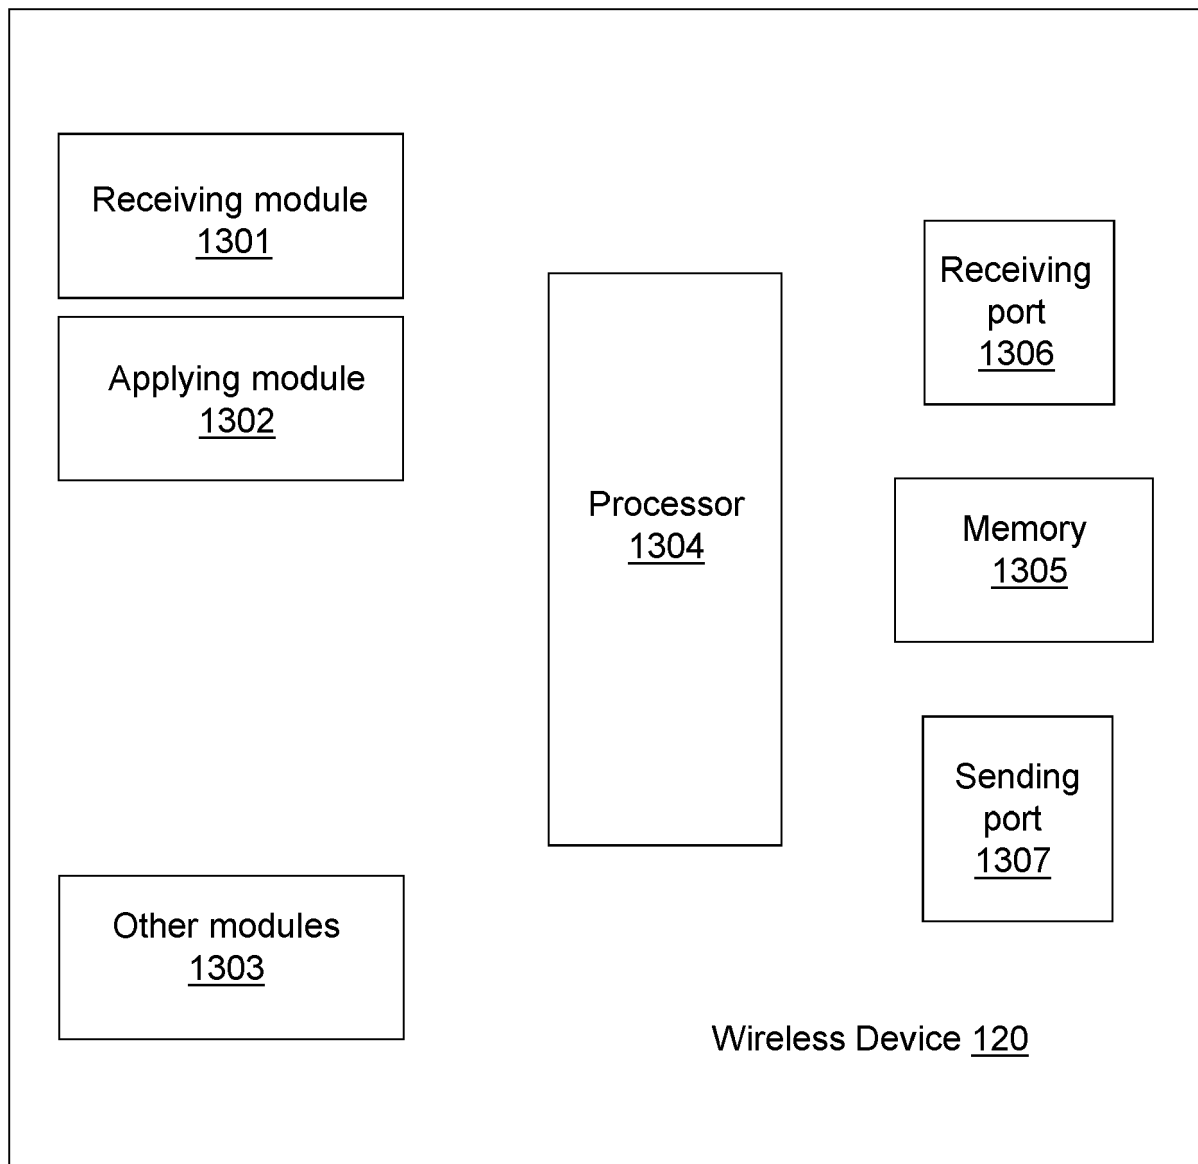 Receiving module
1301
Applying module
1302
Other modules
1303
Processor
1304
Receiving
port
1306
Memory
1305
Sending
port
1307
Wireless Device 120